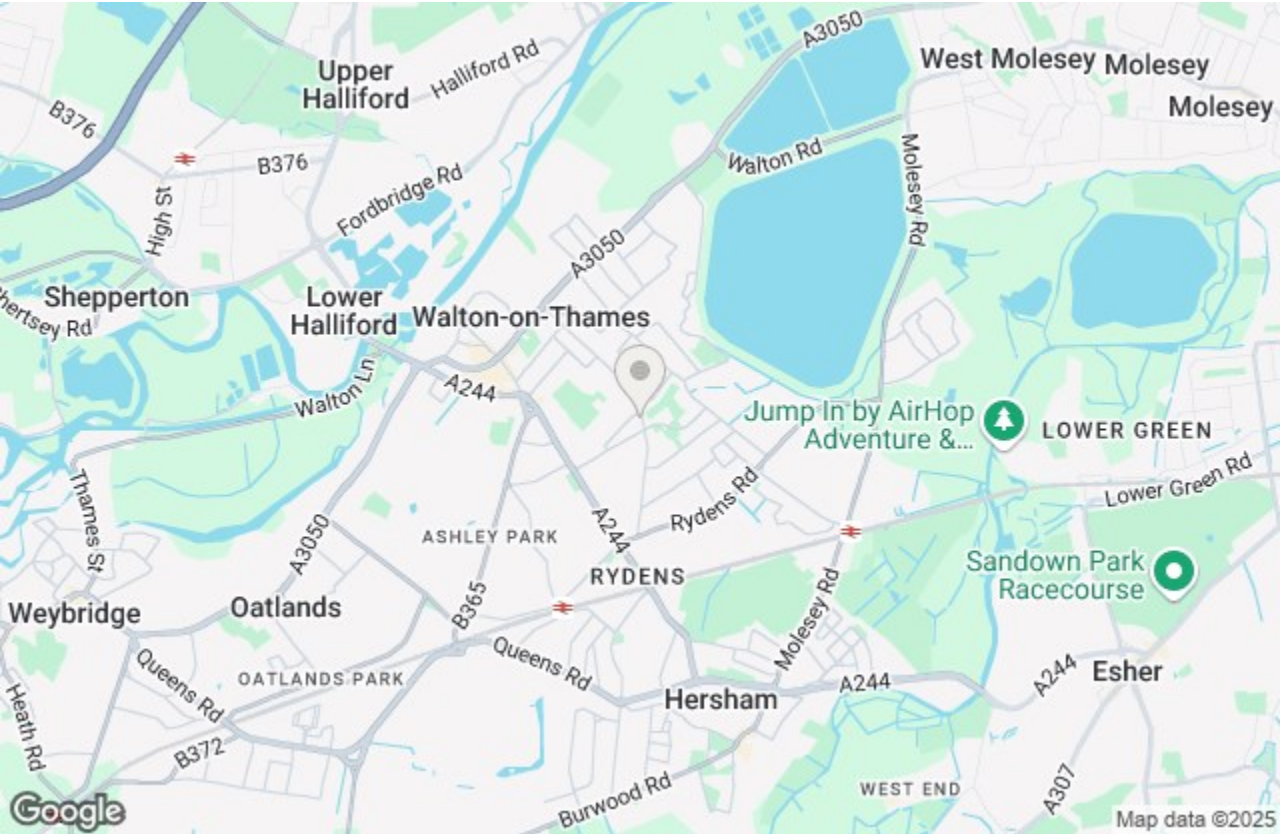 A3050
West Molesey
Molesey
Upper
Halliford
Halliford Rd
Molesey
B376
B376
Walton Rd
Molesey Rd
High St
Fordbridge Rd
A3050
Shepperton
Lower
Halliford
Walton-on-Thames
hertsey Rd
Walton Ln
A244
Jump In by AirHop
Adventure &...
LOWER GREEN
Thames St
Lower Green Rd
Rydens Rd
A3050
ASHLEY PARK
A244
RYDENS
Sandown Park
Racecourse
Weybridge
Oatlands
B365
Molesey Rd
Queens Rd
Queens Rd
OATLANDS PARK
Hersham
A244
A244
Esher
Heath Rd
B372
Burwood Rd
WEST END
A307
Google
Map data ©2025